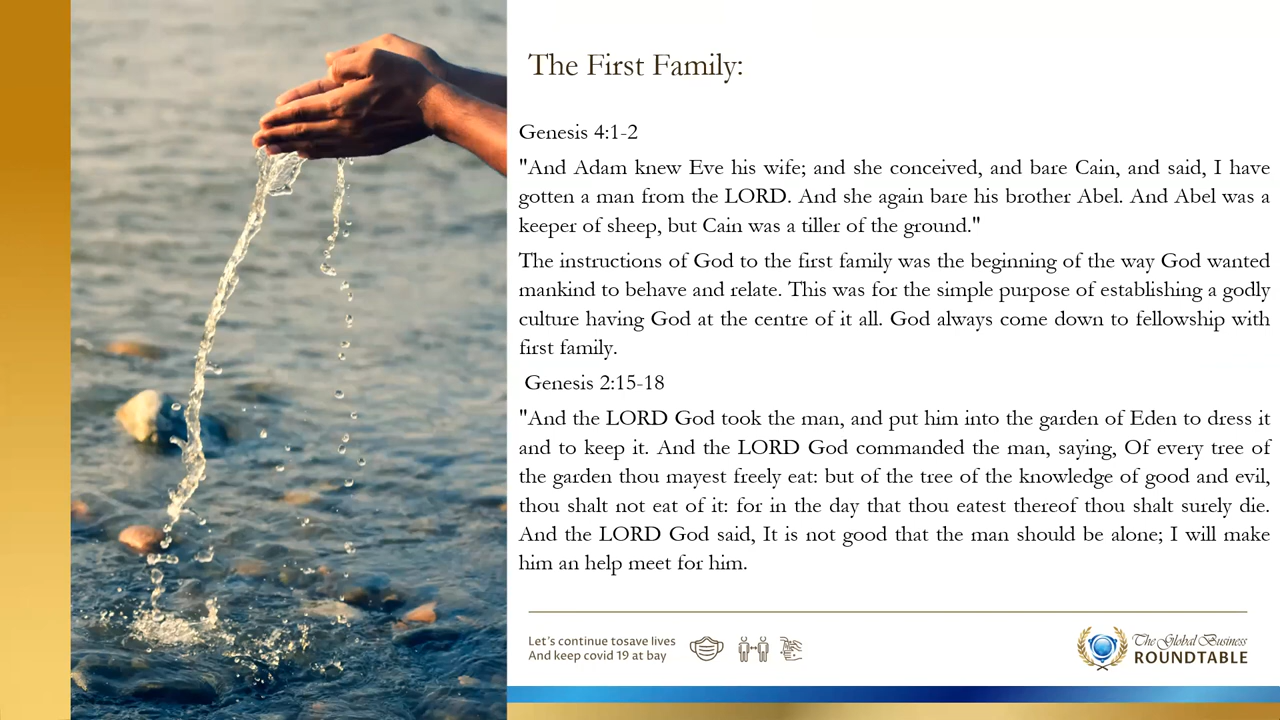 The First Family:
Genesis 4:1-2
"And Adam knew Eve his wife; and she conceived, and bare Cain, and said, I have
gotten a man from the LORD. And she again bare his brother Abel. And Abel was a
keeper of sheep, but Cain was a tiller of the ground."
The instructions of God to the first family was the beginning of the way God wanted
mankind to behave and relate. This was for the simple purpose of establishing a godly
culture having God at the centre of it all. God always come down to fellowship with
first family.
Genesis 2:15-18
"And the LORD God took the man, and put him into the garden of Eden to dress it
and to keep it. And the LORD God commanded the man, saying, Of every tree of
the garden thou mayest freely eat: but of the tree of the knowledge of good and evil,
thou shalt not eat of it: for in the day that thou eatest thereof thou shalt surely die.
And the LORD God said, It is not good that the man should be alone; I will make
him an help meet for him.
Let's continue tosave lives
And keep covid 19 at bay
The Global Business
ROUNDTABLE